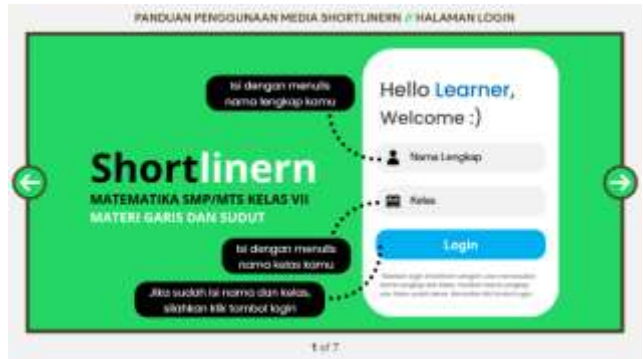 PANDUAN PENGGUNAAN MEDIA SHORTLINERN // HALAMAN LOGIN
Isi dengan menulis
nama lengkap kamu
Hello Learner,
Welcome :)
Nama Lengkap
Shortlinern
MATEMATIKA SMP/MTS KELAS VII
MATERI GARIS DAN SUDUT
Kelas
Isi dengan menulis
nama kelas kamu
Login
Jika sudah isi nama dan kelas,
silahkan klik tombol login
1 of 7